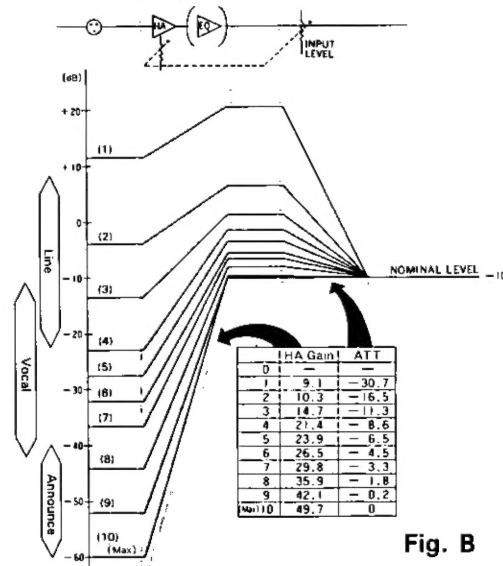 HA
EQ
INPUT
LEVEL
(dB)
+20
+10
0
-10
-20
-30
-40
-50
-60
(1)
(2)
(3)
(4)
(5)
(6)
(7)
(8)
(9)
(10)
(Max)
Line
Vocal
Announce
NOMINAL LEVEL -10
HA Gain ATT
0 — —
1 9.1 -30.7
2 10.3 -16.5
3 14.7 -11.3
4 21.4 -8.6
5 23.9 -6.5
6 26.5 -4.5
7 29.8 -3.3
8 35.9 -1.8
9 42.1 -0.2
(Max)10 49.7 0
Fig. B